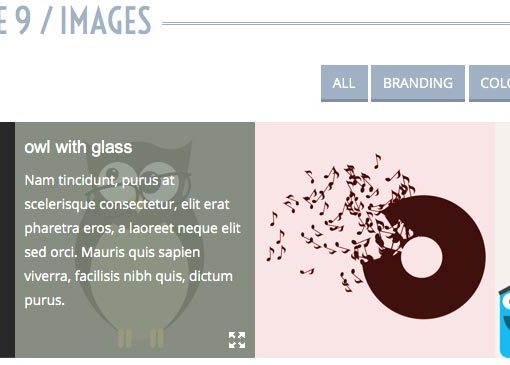 E 9 / IMAGES
ALL
BRANDING
COLO
owl with glass
Nam tincidunt, purus at
scelerisque consectetur, elit erat
pharetra eros, a laoreet neque elit
sed orci. Mauris quis sapien
viverra, facilisis nibh quis, dictum
purus.